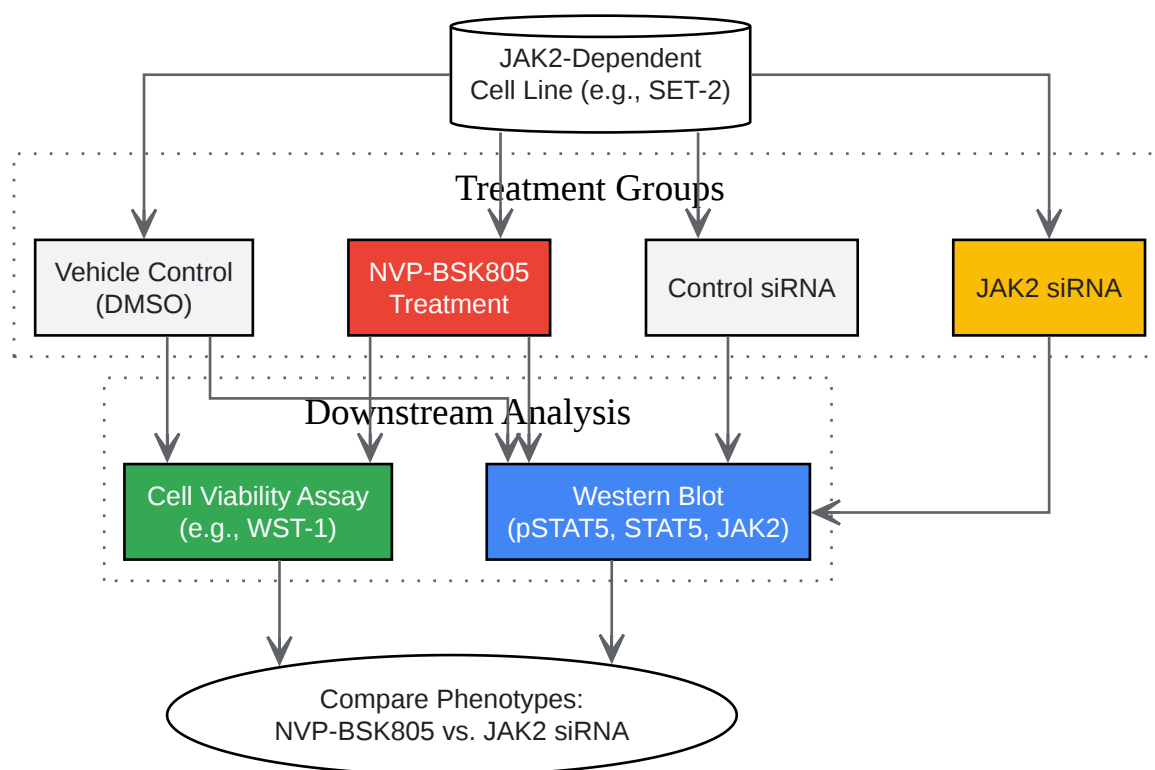 JAK2-Dependent
Cell Line (e.g., SET-2)
Treatment Groups
Vehicle Control
(DMSO)
NVP-BSK805
Treatment
Control siRNA
JAK2 siRNA
Downstream Analysis
Cell Viability Assay
(e.g., WST-1)
Western Blot
(pSTAT5, STAT5, JAK2)
Compare Phenotypes:
NVP-BSK805 vs. JAK2 siRNA